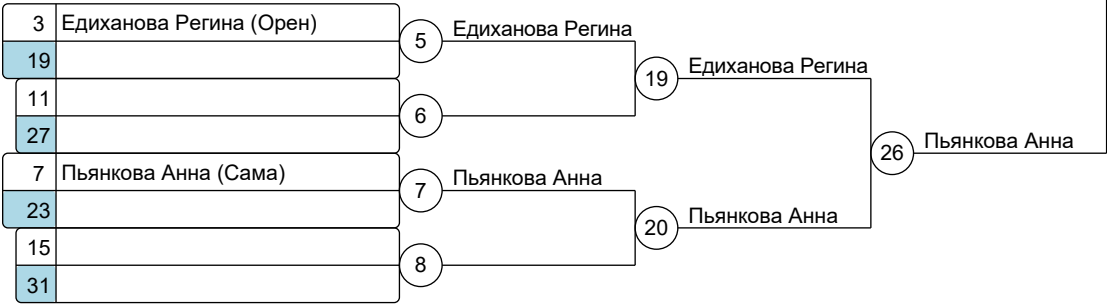 3 Едиханова Регина (Орен)
5 Едиханова Регина
19
19 Едиханова Регина
11
6
27
26 Пьянкова Анна
7 Пьянкова Анна (Сама)
7 Пьянкова Анна
23
20 Пьянкова Анна
15
8
31